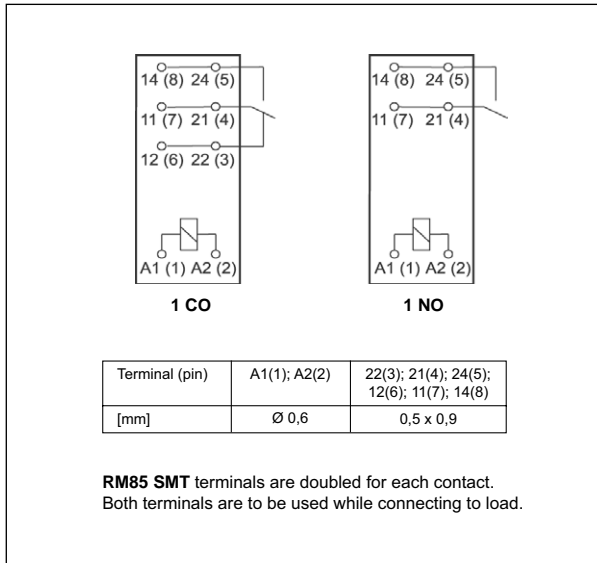 14 (8) 24 (5)
11 (7) 21 (4)
12 (6) 22 (3)
A1 (1) A2 (2)
1 CO
14 (8) 24 (5)
11 (7) 21 (4)
A1 (1) A2 (2)
1 NO
Terminal (pin) A1(1); A2(2) 22(3); 21(4); 24(5);
12(6); 11(7); 14(8)
[mm] Ø 0,6 0,5 x 0,9
RM85 SMT terminals are doubled for each contact.
Both terminals are to be used while connecting to load.